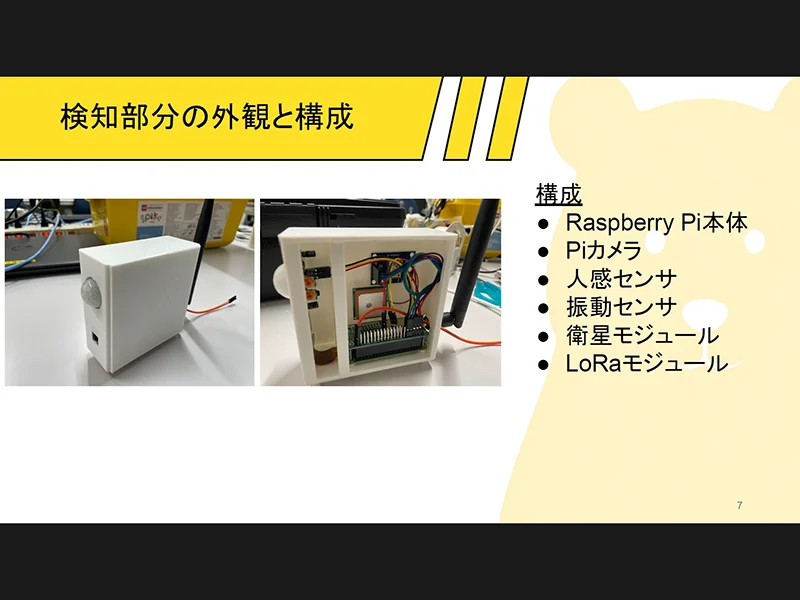 検知部分の外観と構成
構成
● Raspberry Pi本体
● Piカメラ
● 人感センサ
● 振動センサ
● 衛星モジュール
● LoRaモジュール
spike
7